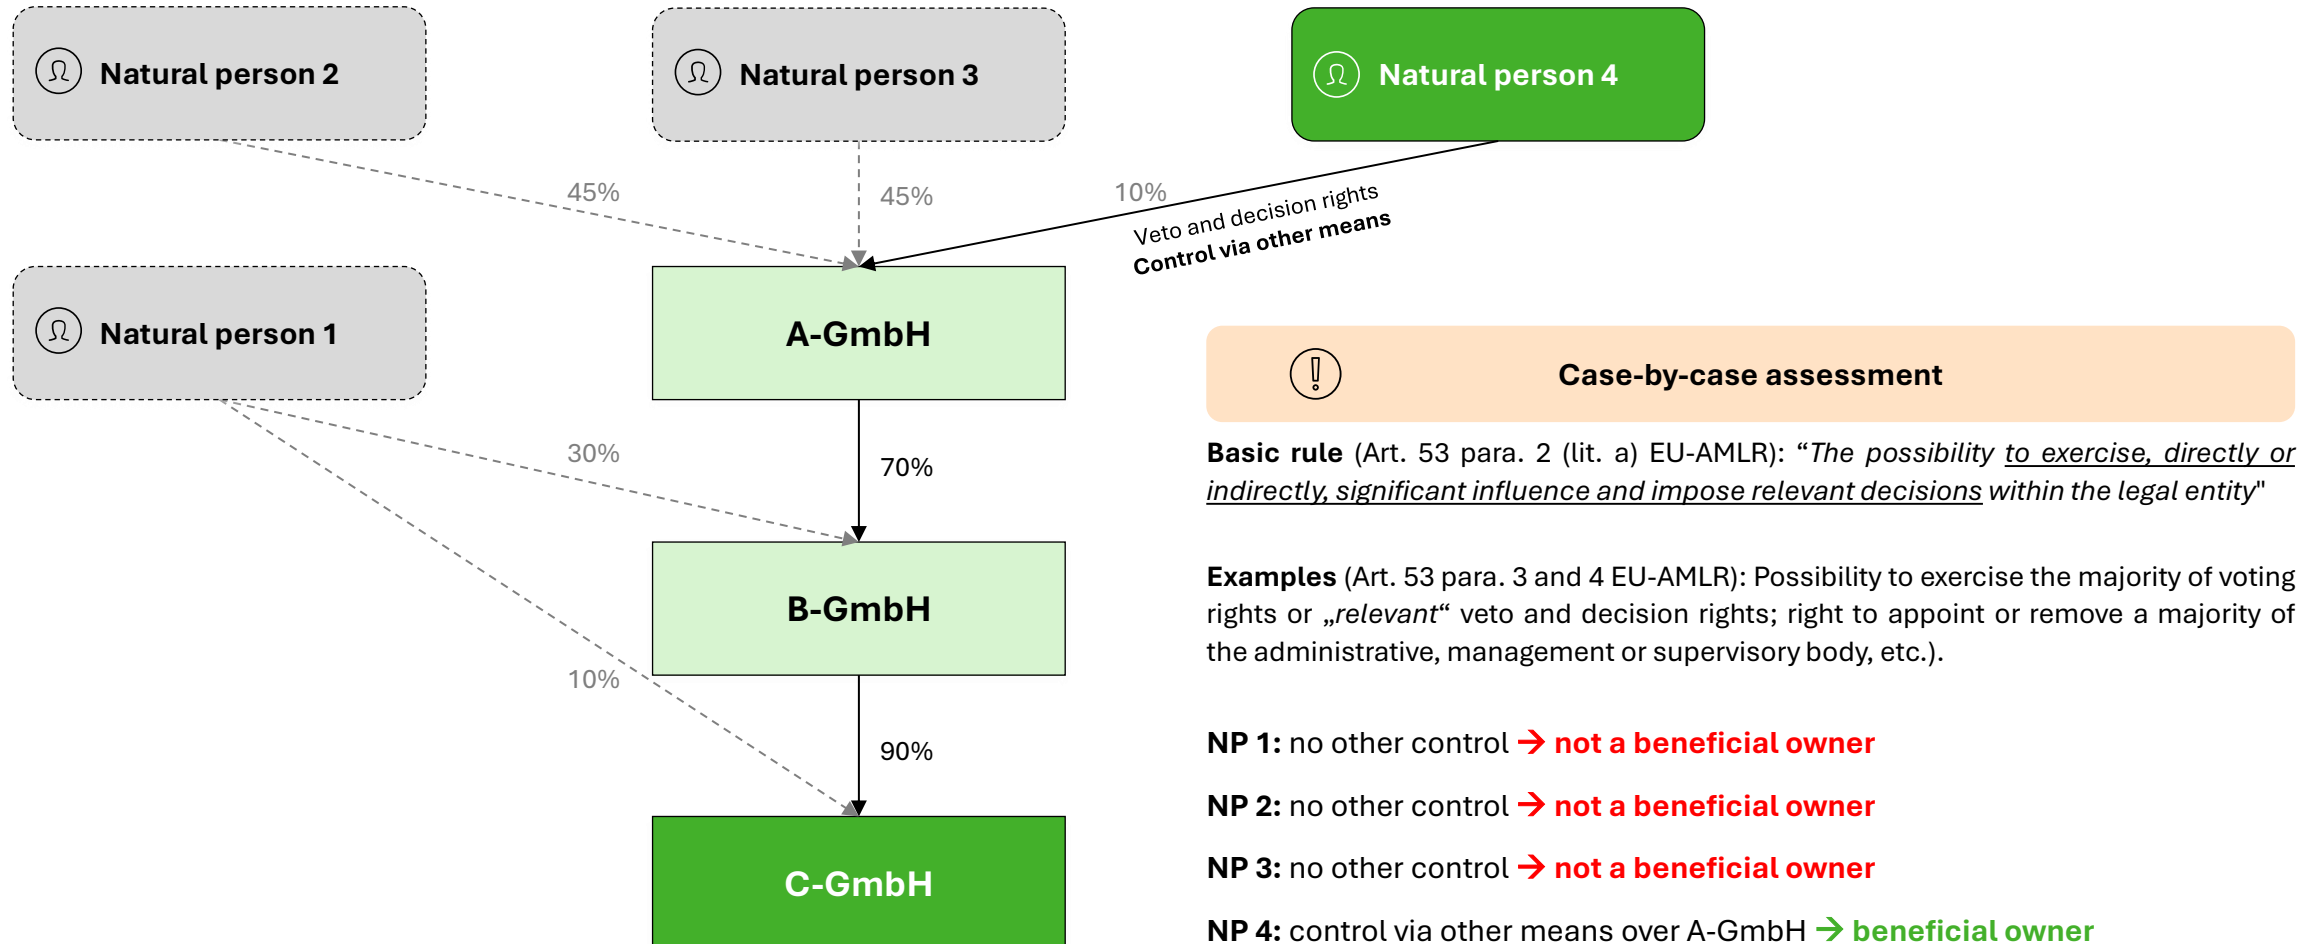 Natural person 2
Natural person 3
Natural person 4
45%
45%
10%
Veto and decision rights
Control via other means
Natural person 1
A-GmbH
Case-by-case assessment
Basic rule (Art. 53 para. 2 (lit. a) EU-AMLR): “The possibility to exercise, directly or
indirectly, significant influence and impose relevant decisions within the legal entity"
30%
70%
B-GmbH
Examples (Art. 53 para. 3 and 4 EU-AMLR): Possibility to exercise the majority of voting
rights or „relevant“ veto and decision rights; right to appoint or remove a majority of
the administrative, management or supervisory body, etc.).
10%
90%
NP 1: no other control → not a beneficial owner
NP 2: no other control → not a beneficial owner
NP 3: no other control → not a beneficial owner
C-GmbH
NP 4: control via other means over A-GmbH → beneficial owner